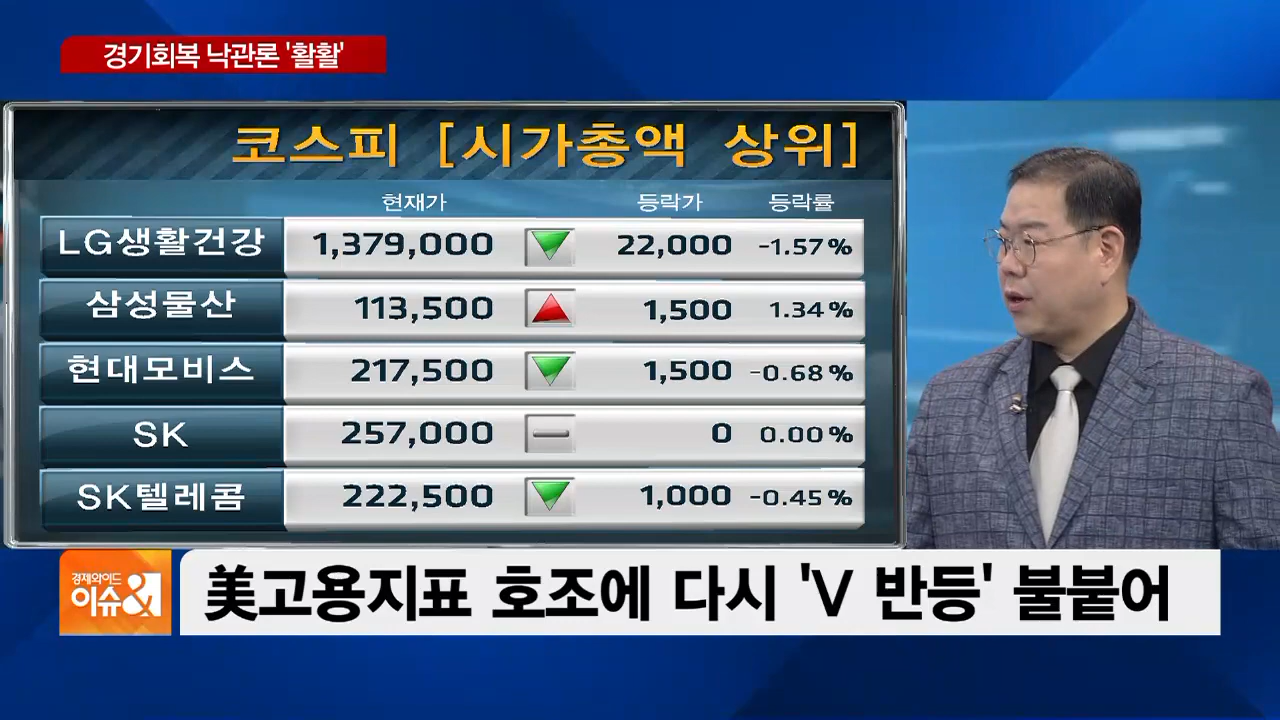 경기회복 낙관론 '활활'
코스피 [시가총액 상위]
현재가 등락가 등락률
LG생활건강 1,379,000 22,000 -1.57%
삼성물산 113,500 1,500 1.34%
현대모비스 217,500 1,500 -0.68%
SK 257,000 0 0.00%
SK텔레콤 222,500 1,000 -0.45%
경제와이드
이슈&
美고용지표 호조에 다시 'V 반등' 불붙어